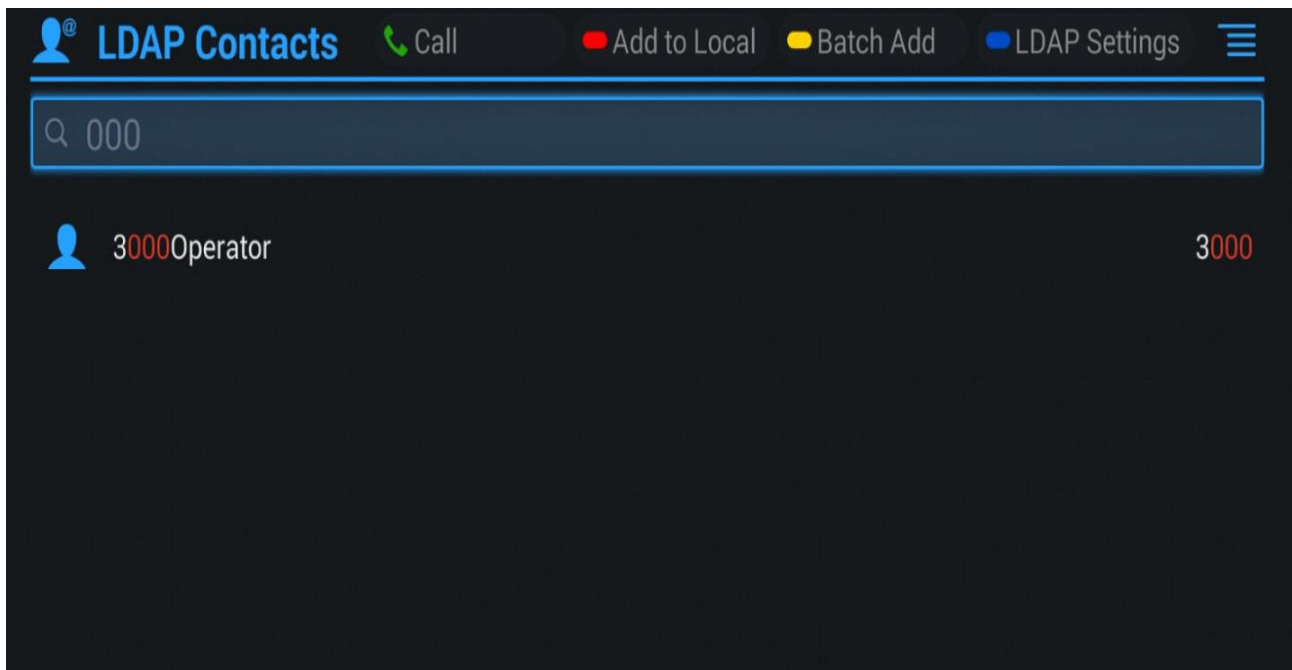 LDAP Contacts Call Add to Local Batch Add LDAP Settings
000
3000Operator 3000